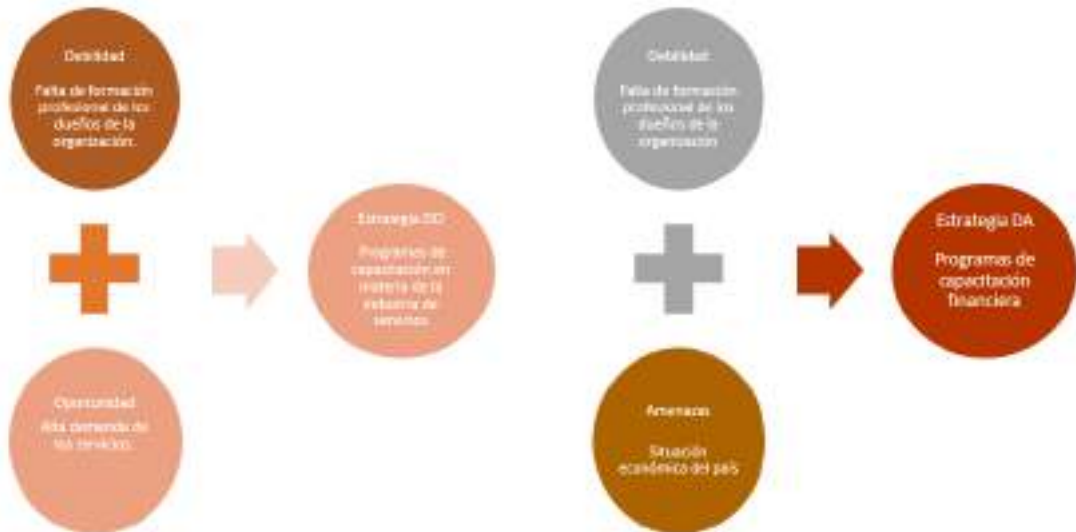 Debilidad
Falta de formación
profesional de los
dueños de la
organización.
Estrategia DO
Programas de
capacitación en
materia de la
industria de
servicios
Oportunidad
Alta demanda de
los servicios.
Debilidad
Falta de formación
profesional de los
dueños de la
organización
Estrategia DA
Programas de
capacitación
financiera
Amenazas
Situación
económica del país